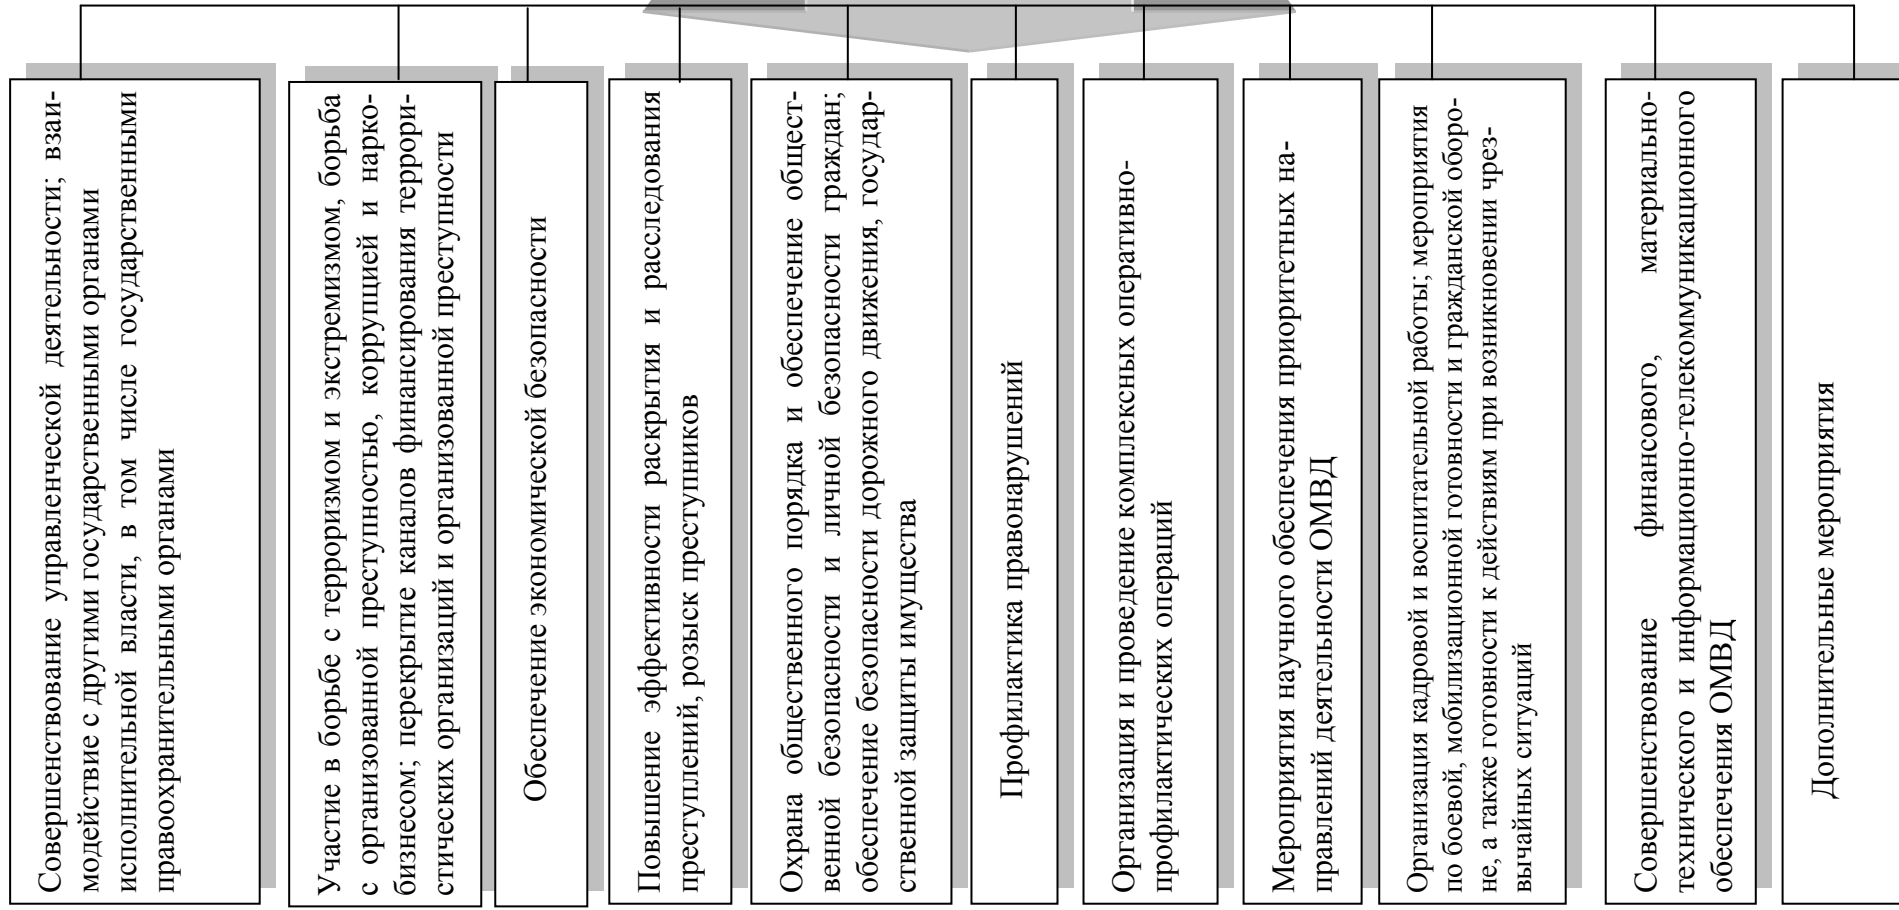 Совершенствование управленческой деятельности; взаи-
модействие с другими государственными органами
исполнительной власти, в том числе государственными
правоохранительными органами
Участие в борьбе с терроризмом и экстремизмом, борьба
с организованной преступностью, коррупцией и нарко-
бизнесом; перекрытие каналов финансирования террори-
стических организаций и организованной преступности
Обеспечение экономической безопасности
Повышение эффективности раскрытия и расследования
преступлений, розыск преступников
Охрана общественного порядка и обеспечение общест-
венной безопасности и личной безопасности граждан;
обеспечение безопасности дорожного движения, государ-
ственной защиты имущества
Профилактика правонарушений
Организация и проведение комплексных оперативно-
профилактических операций
Мероприятия научного обеспечения приоритетных на-
правлений деятельности ОМВД
Организация кадровой и воспитательной работы; мероприятия
по боевой, мобилизационной готовности и гражданской оборо-
не, а также готовности к действиям при возникновении чрез-
вычайных ситуаций
Совершенствование финансового, материально-
технического и информационно-телекоммуникационного
обеспечения ОМВД
Дополнительные мероприятия